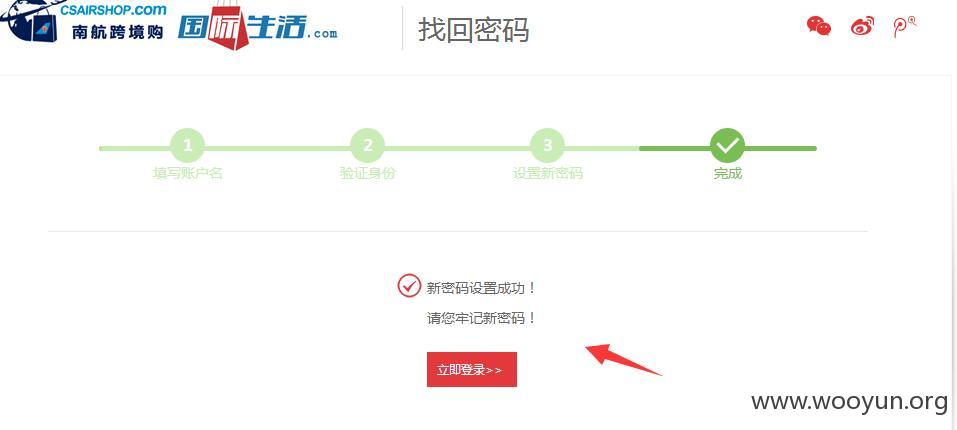 CSAIRSHOP.com
南航跨境购
国际生活.com
找回密码
1
2
3
填写账户名
验证身份
设置新密码
完成
新密码设置成功！
请您牢记新密码！
立即登录>>
www.wooyun.org